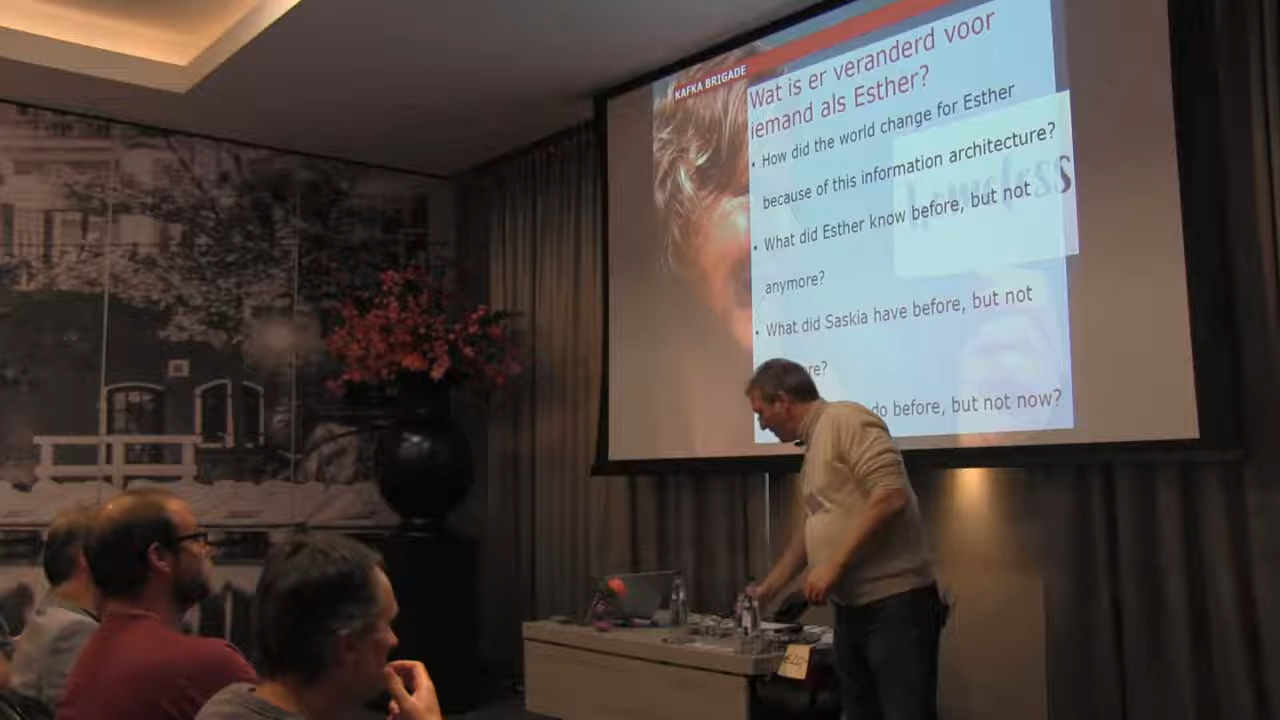 KAFKA BRIGADE
Wat is er veranderd voor
iemand als Esther?
• How did the world change for Esther
because of this information architecture?
• What did Esther know before, but not
anymore?
• What did Saskia have before, but not
re?
do before, but not now?
homeless